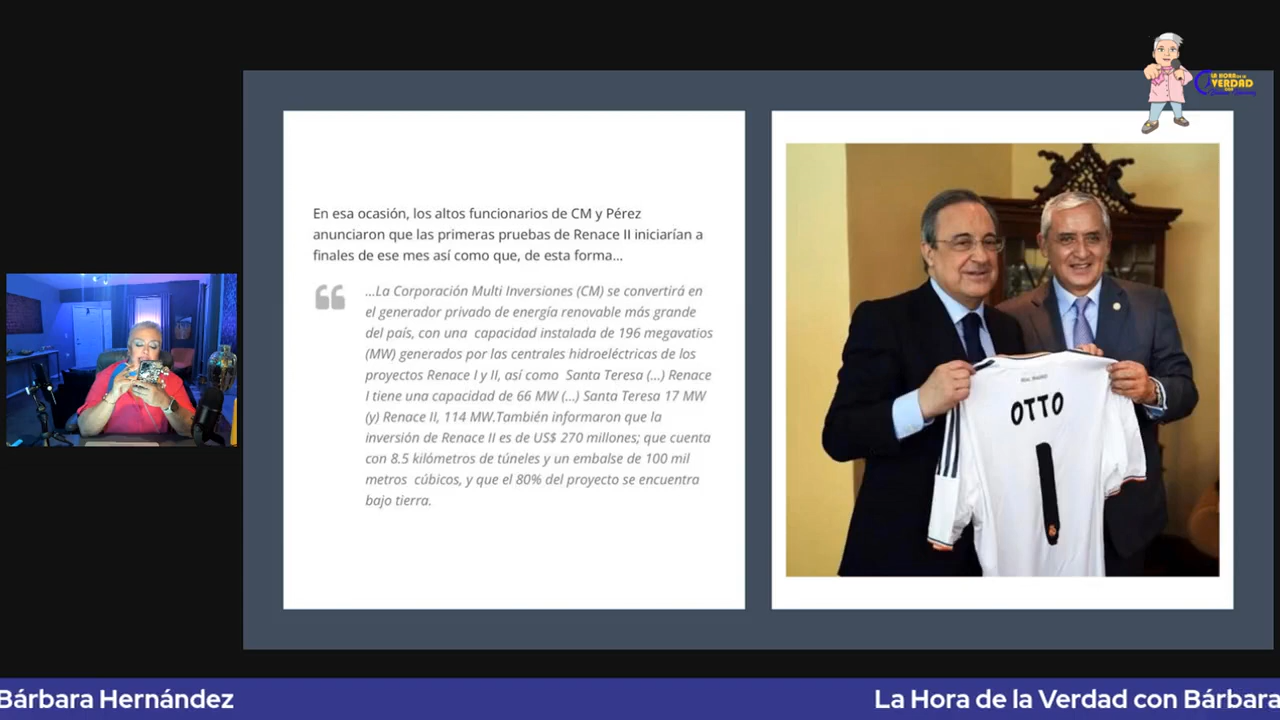 LA HORA DE LA
VERDAD
CON
En esa ocasión, los altos funcionarios de CM y Pérez
anunciaron que las primeras pruebas de Renace II iniciarían a
finales de ese mes así como que, de esta forma...
...La Corporación Multi Inversiones (CM) se convertirá en
el generador privado de energía renovable más grande
del país, con una capacidad instalada de 196 megavatios
(MW) generados por las centrales hidroeléctricas de los
proyectos Renace I y II, así como Santa Teresa (...) Renace
I tiene una capacidad de 66 MW (...) Santa Teresa 17 MW
(y) Renace II, 114 MW.También informaron que la
inversión de Renace II es de US$ 270 millones; que cuenta
con 8.5 kilómetros de túneles y un embalse de 100 mil
metros cúbicos, y que el 80% del proyecto se encuentra
bajo tierra.
REAL MADRID
OTTO
1
Bárbara Hernández
La Hora de la Verdad con Bárbara